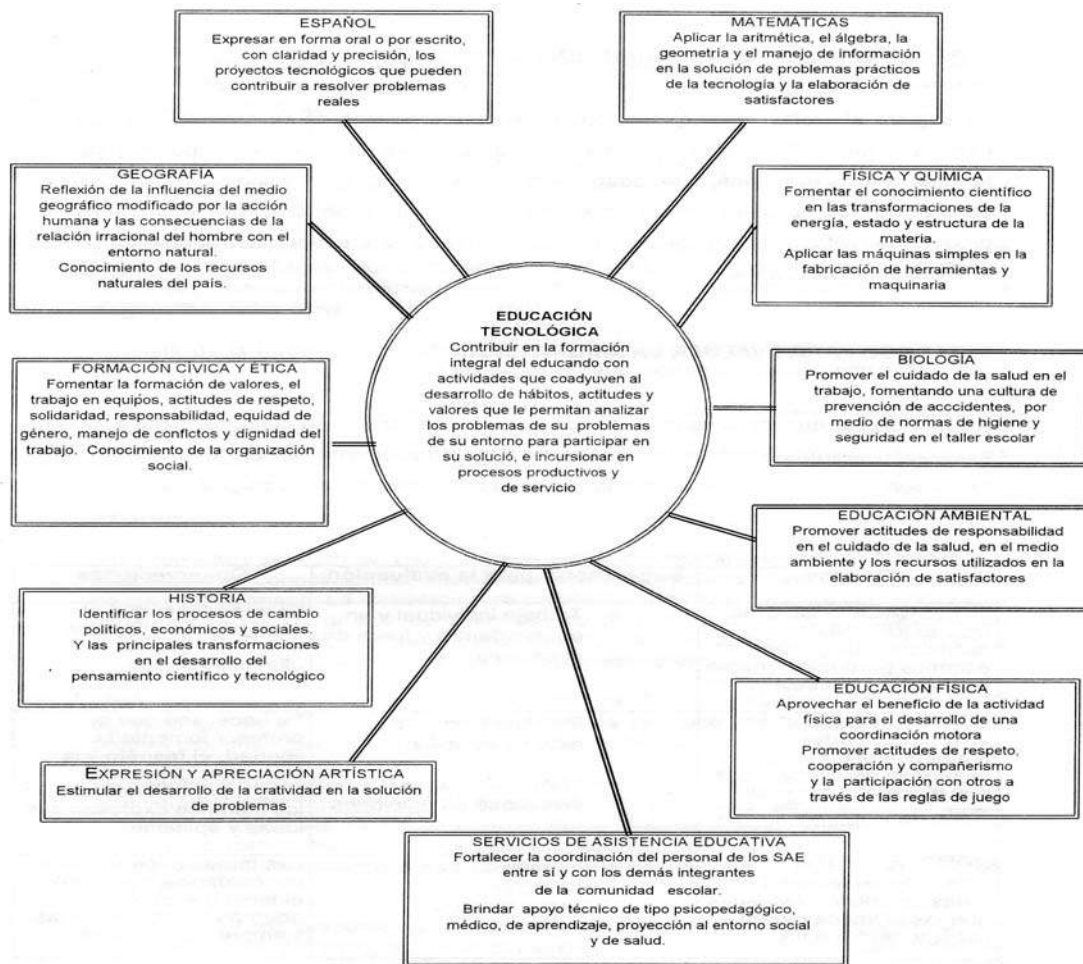 ESPAÑOL
Expresar en forma oral o por escrito,
con claridad y precisión, los
proyectos tecnológicos que pueden
contribuir a resolver problemas
reales
MATEMÁTICAS
Aplicar la aritmética, el álgebra, la
geometría y el manejo de información
en la solución de problemas prácticos
de la tecnología y la elaboración de
satisfactores
GEOGRAFÍA
Reflexión de la influencia del medio
geográfico modificado por la acción
humana y las consecuencias de la
relación irracional del hombre con el
entorno natural.
Conocimiento de los recursos
naturales del país.
FÍSICA Y QUÍMICA
Fomentar el conocimiento científico
en las transformaciones de la
energía, estado y estructura de la
materia.
Aplicar las máquinas simples en la
fabricación de herramientas y
maquinaria
EDUCACIÓN
TECNOLÓGICA
Contribuir en la formación
integral del educando con
actividades que coadyuven al
desarrollo de hábitos, actitudes y
valores que le permitan analizar
los problemas de su problemas
de su entorno para participar en
su solució, e incursionar en
procesos productivos y
de servicio
FORMACIÓN CÍVICA Y ÉTICA
Fomentar la formación de valores, el
trabajo en equipos, actitudes de respeto,
solidaridad, responsabilidad, equidad de
género, manejo de conflctos y dignidad del
trabajo. Conocimiento de la organización
social.
BIOLOGÍA
Promover el cuidado de la salud en el
trabajo, fomentando una cultura de
prevención de acccidentes, por
medio de normas de higiene y
seguridad en el taller escolar
EDUCACIÓN AMBIENTAL
Promover actitudes de responsabilidad
en el cuidado de la salud, en el medio
ambiente y los recursos utilizados en la
elaboración de satisfactores
HISTORIA
Identificar los procesos de cambio
políticos, económicos y sociales.
Y las principales transformaciones
en el desarrollo del
pensamiento científico y tecnológico
EDUCACIÓN FÍSICA
Aprovechar el beneficio de la actividad
física para el desarrollo de una
coordinación motora
Promover actitudes de respeto,
cooperación y compañerismo
y la participación con otros a
través de las reglas de juego
EXPRESIÓN Y APRECIACIÓN ARTÍSTICA
Estimular el desarrollo de la cratividad en la solución
de problemas
SERVICIOS DE ASISTENCIA EDUCATIVA
Fortalecer la coordinación del personal de los SAE
entre sí y con los demás integrantes
de la comunidad escolar.
Brindar apoyo técnico de tipo psicopedagógico,
médico, de aprendizaje, proyección al entorno social
y de salud.